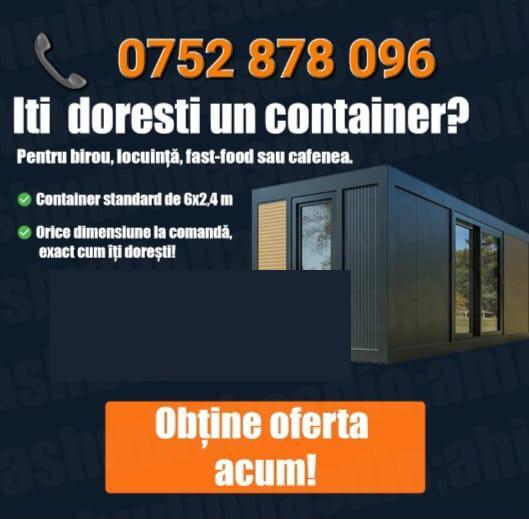 0752 878 096
Iti doresti un container?
Pentru birou, locuință, fast-food sau cafenea.
Container standard de 6x2,4 m
Orice dimensiune la comandă,
exact cum îți dorești!
Obține oferta
acum!